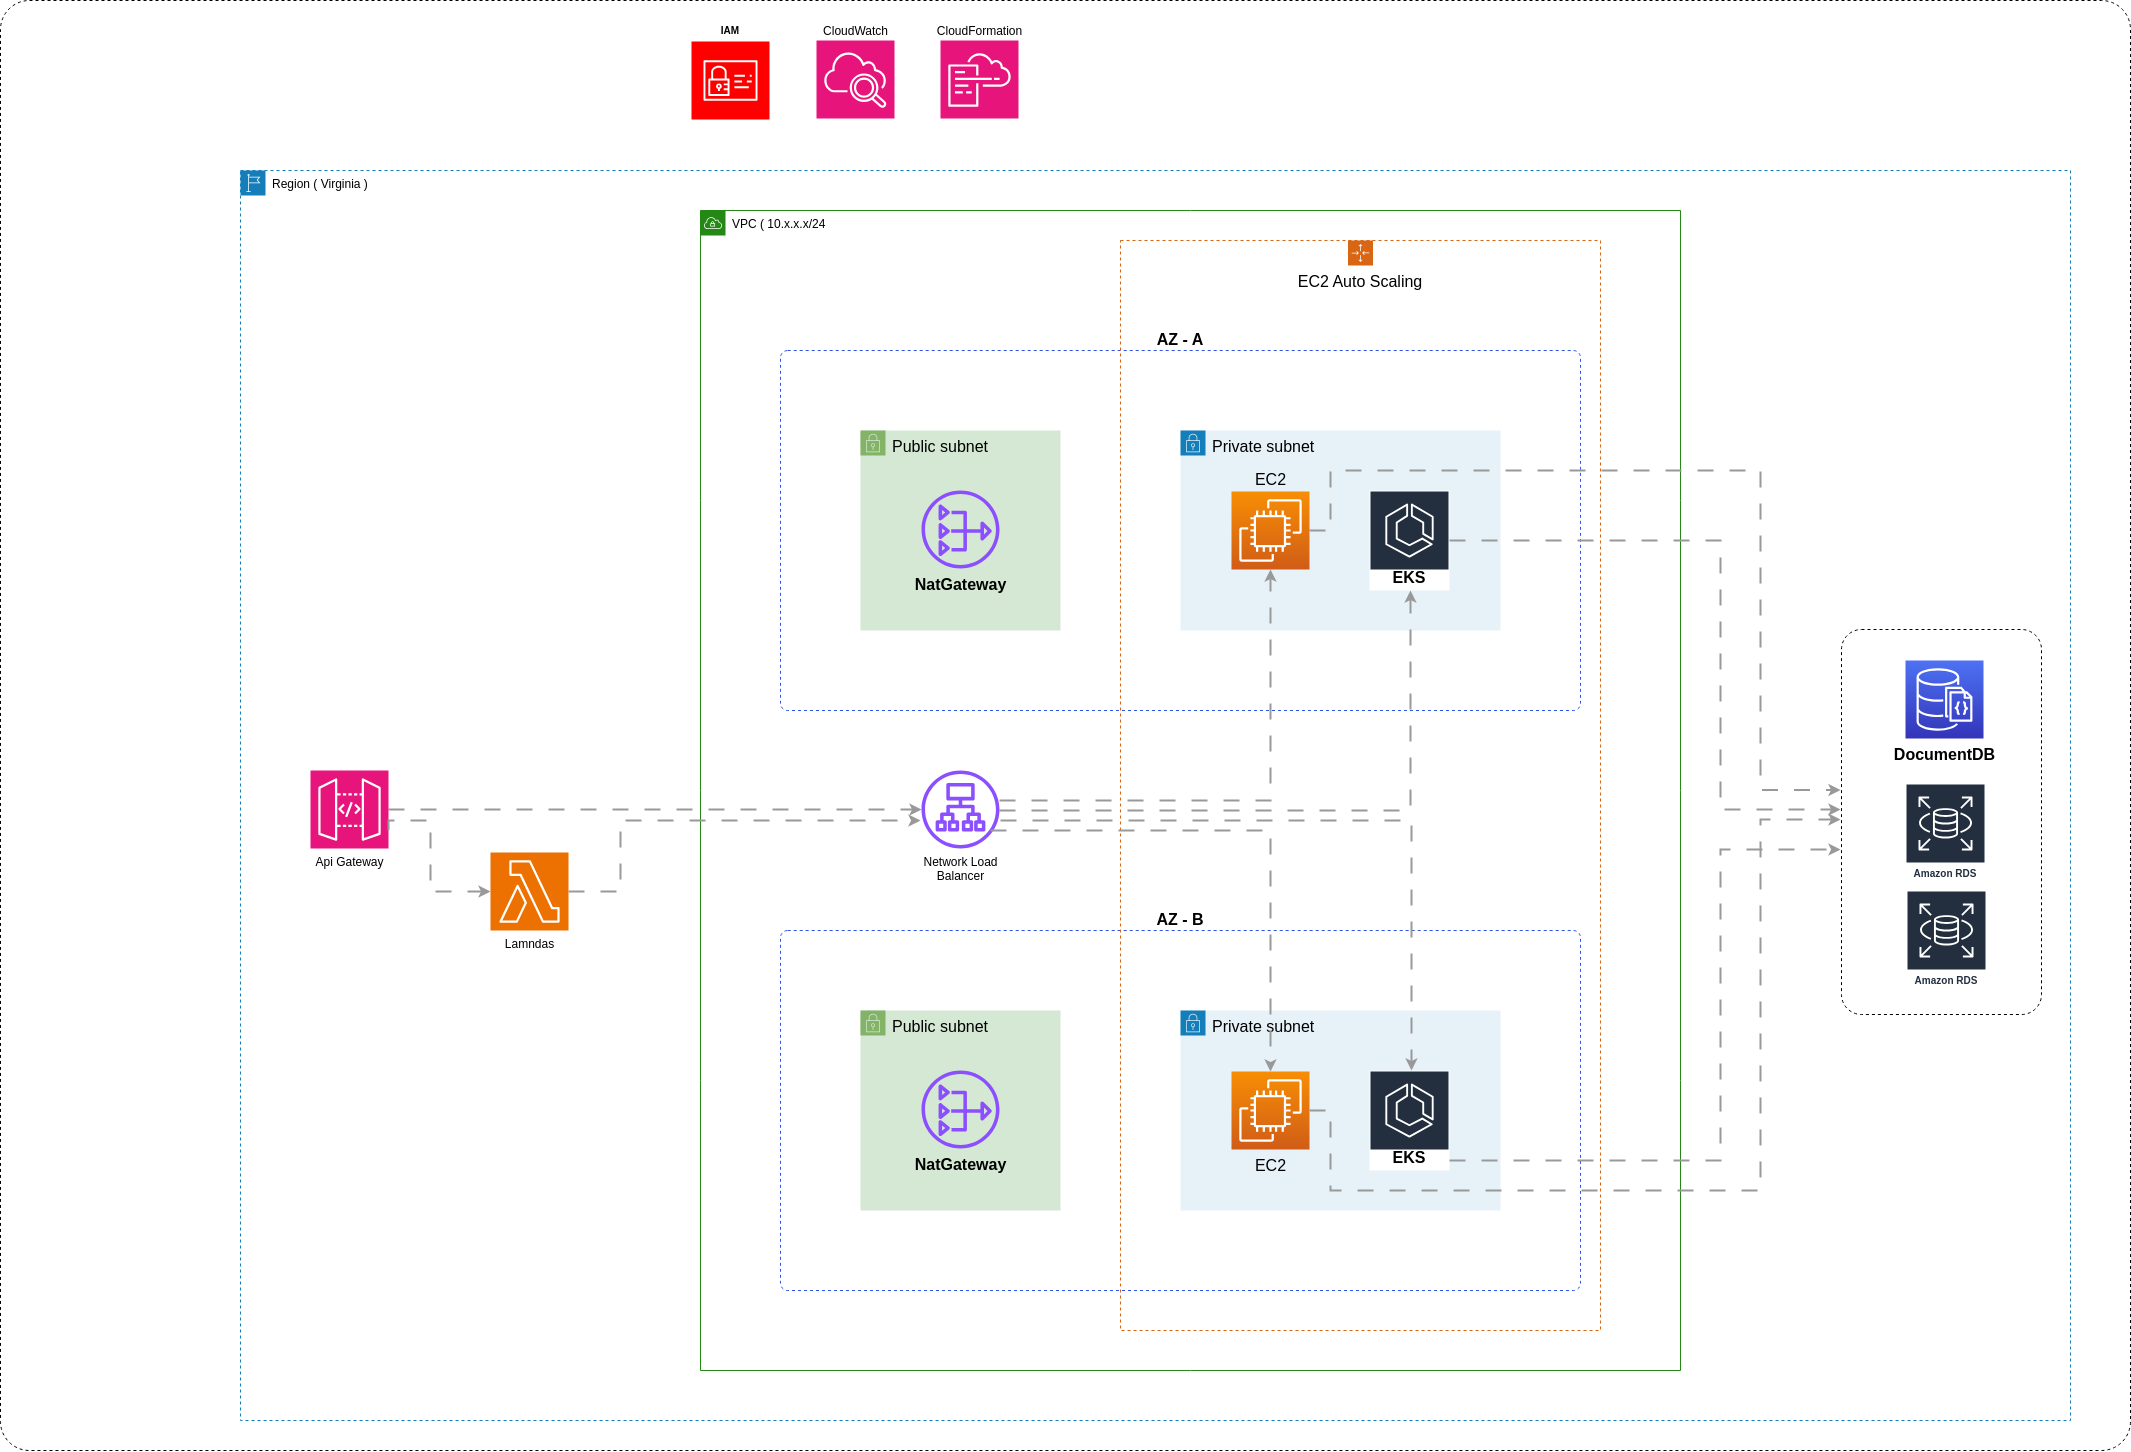 IAM
CloudWatch
CloudFormation
Region ( Virginia )
VPC ( 10.x.x.x/24
EC2 Auto Scaling
AZ - A
Public subnet
NatGateway
Private subnet
EC2
EKS
DocumentDB
Amazon RDS
Amazon RDS
Api Gateway
Lamndas
Network Load
Balancer
AZ - B
Public subnet
NatGateway
Private subnet
EC2
EKS